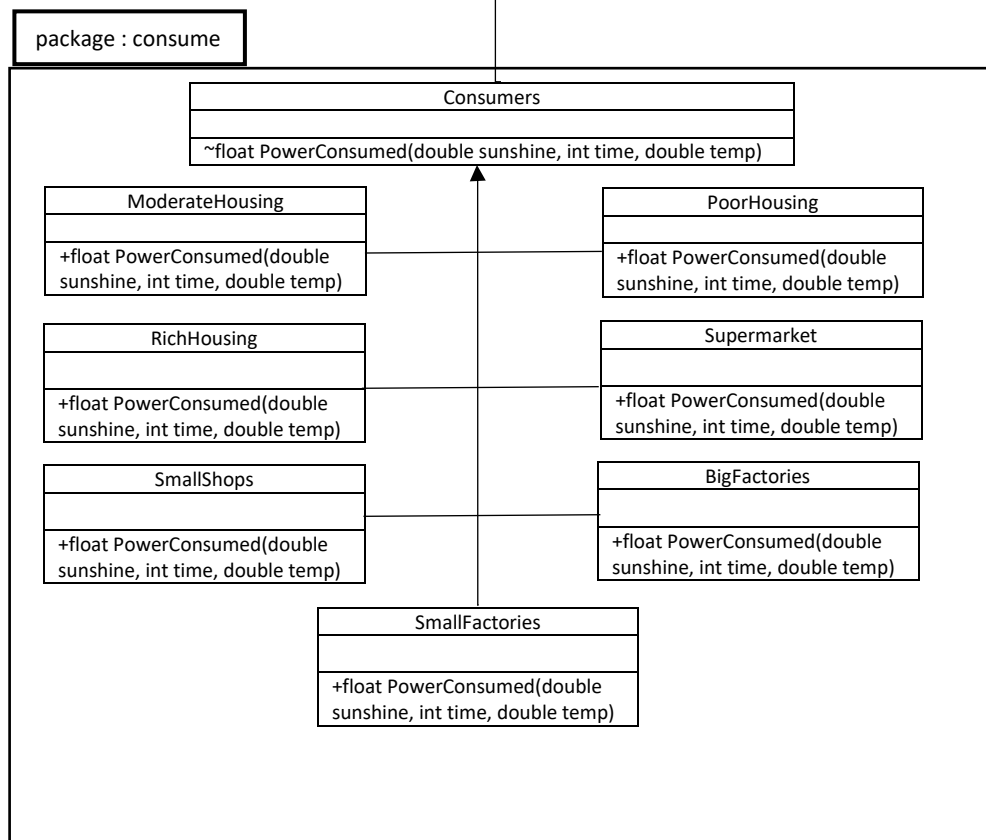 package : consume
Consumers
~float PowerConsumed(double sunshine, int time, double temp)
ModerateHousing
+float PowerConsumed(double
sunshine, int time, double temp)
PoorHousing
+float PowerConsumed(double
sunshine, int time, double temp)
RichHousing
+float PowerConsumed(double
sunshine, int time, double temp)
Supermarket
+float PowerConsumed(double
sunshine, int time, double temp)
SmallShops
+float PowerConsumed(double
sunshine, int time, double temp)
BigFactories
+float PowerConsumed(double
sunshine, int time, double temp)
SmallFactories
+float PowerConsumed(double
sunshine, int time, double temp)